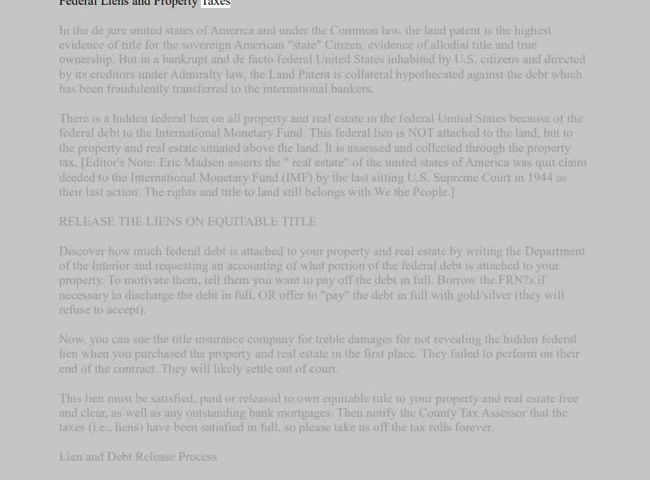 Federal Liens and Property Taxes
In the de jure united states of America and under the Common law, the land patent is the highest
evidence of title for the sovereign American "state" Citizen, evidence of allodial title and true
ownership. But in a bankrupt and de facto federal United States inhabited by U.S. citizens and directed
by its creditors under Admiralty law, the Land Patent is collateral hypothecated against the debt which
has been fraudulently transferred to the international bankers.
There is a hidden federal lien on all property and real estate in the federal United States because of the
federal debt to the International Monetary Fund. This federal lien is NOT attached to the land, but to
the property and real estate situated above the land. It is assessed and collected through the property
tax. [Editor's Note: Eric Madsen asserts the " real estate" of the united states of America was quit claim
deeded to the International Monetary Fund (IMF) by the last sitting U.S. Supreme Court in 1944 as
their last action. The rights and title to land still belongs with We the People.]
RELEASE THE LIENS ON EQUITABLE TITLE
Discover how much federal debt is attached to your property and real estate by writing the Department
of the Interior and requesting an accounting of what portion of the federal debt is attached to your
property. To motivate them, tell them you want to pay off the debt in full. Borrow the FRN?s if
necessary to discharge the debt in full, OR offer to "pay" the debt in full with gold/silver (they will
refuse to accept).
Now, you can sue the title insurance company for treble damages for not revealing the hidden federal
lien when you purchased the property and real estate in the first place. They failed to perform on their
end of the contract. They will likely settle out of court.
This lien must be satisfied, paid or released to own equitable title to your property and real estate free
and clear, as well as any outstanding bank mortgages. Then notify the County Tax Assessor that the
taxes (i.e., liens) have been satisfied in full, so please take us off the tax rolls forever.
Lien and Debt Release Process